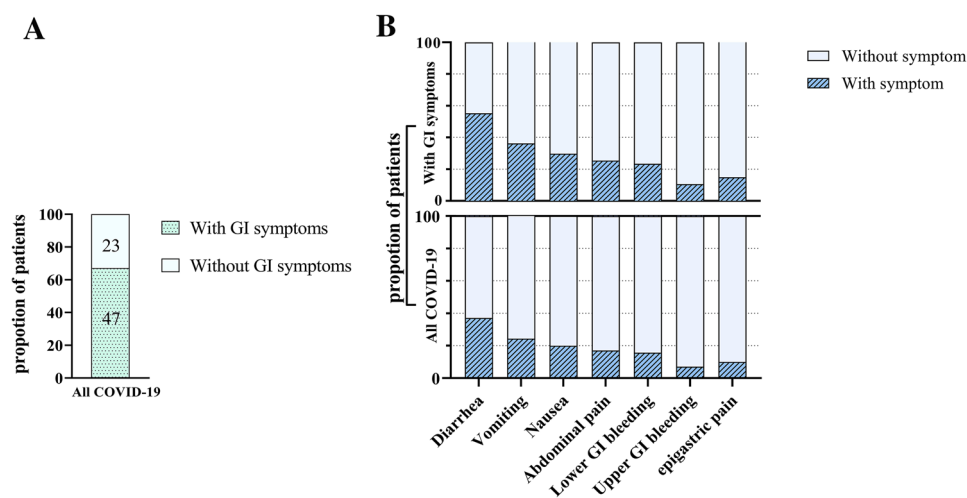 A
propotion of patients
100
80
60
40
20
0
23
47
All COVID-19
With GI symptoms
Without GI symptoms
B
propotion of patients
With GI symptoms
100
0
All COVID-19
100
0
Diarrhea
Vomiting
Nausea
Abdominal pain
Lower GI bleeding
Upper GI bleeding
epigastric pain
Without symptom
With symptom